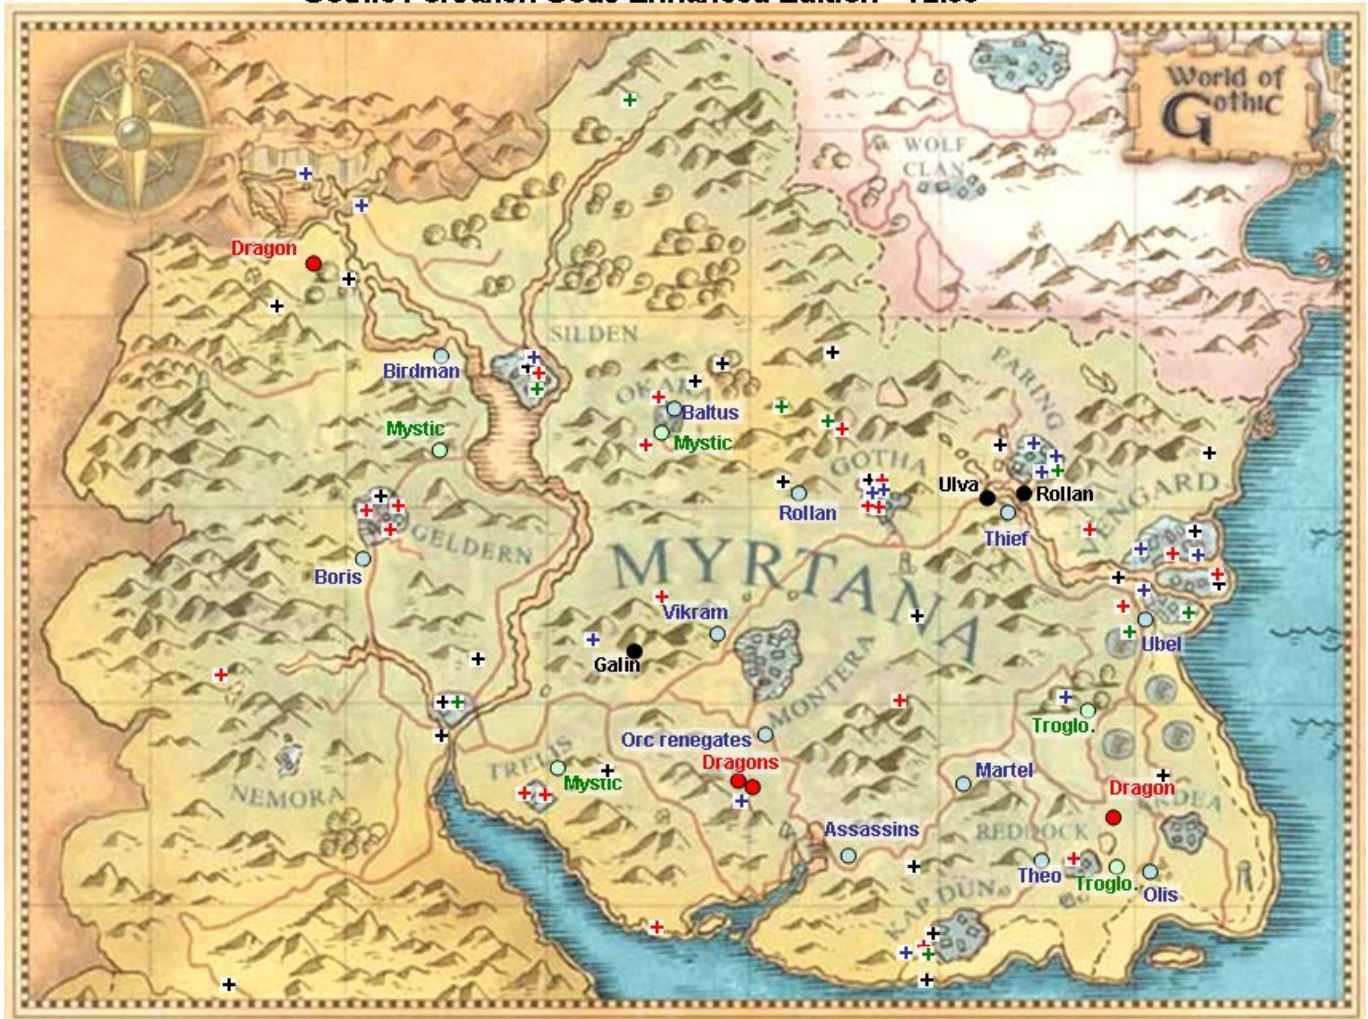 World of
Gothic
WOLF
CLAN
Dragon
SILDEN
FARING
Birdman
Baltus
Mystic
Mystic
GOTHA
Ulva
Rollan
Rollan
VENGARD
Thief
GELDERN
MYRTANA
Boris
Vikram
Ubel
Galin
MONTERA
Troglo.
Orc renegates
TRELIS
Dragons
Martel
Mystic
Dragon
NEMORA
Assassins
REDDOCK
Theo
Troglo.
Olis
KAP DUN